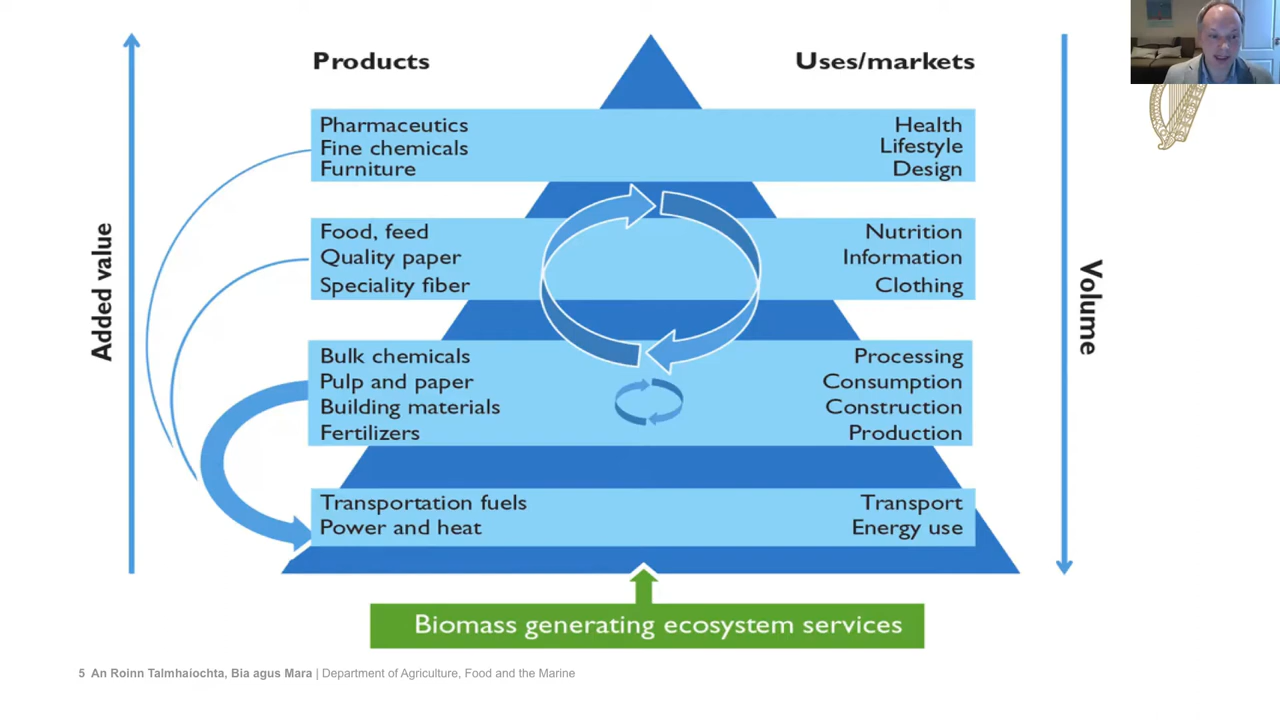 Products
Uses/markets
Pharmaceutics
Fine chemicals
Furniture
Health
Lifestyle
Design
Food, feed
Quality paper
Speciality fiber
Nutrition
Information
Clothing
Bulk chemicals
Pulp and paper
Building materials
Fertilizers
Processing
Consumption
Construction
Production
Transportation fuels
Power and heat
Transport
Energy use
Added value
Volume
Biomass generating ecosystem services
5 An Roinn Talmhaíochta, Bia agus Mara | Department of Agriculture, Food and the Marine